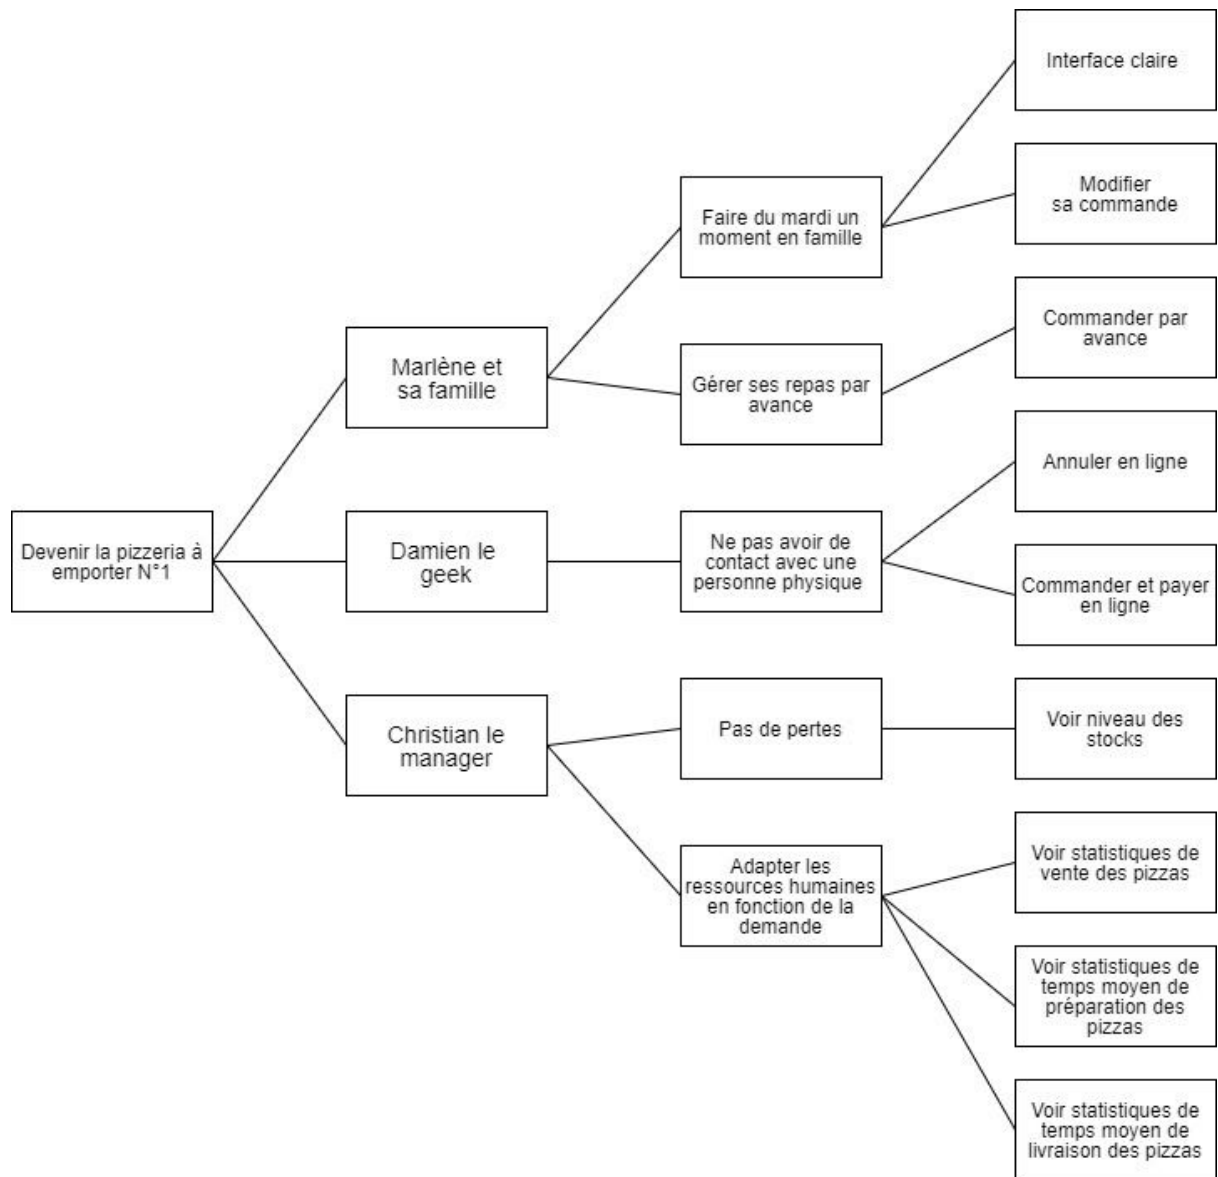 Interface claire
Modifier
sa commande
Faire du mardi un
moment en famille
Commander par
avance
Marlène et
sa famille
Gérer ses repas par
avance
Annuler en ligne
Devenir la pizzeria à
emporter N°1
Damien le
geek
Ne pas avoir de
contact avec une
personne physique
Commander et payer
en ligne
Christian le
manager
Pas de pertes
Voir niveau des
stocks
Adapter les
ressources humaines
en fonction de la
demande
Voir statistiques de
vente des pizzas
Voir statistiques de
temps moyen de
préparation des
pizzas
Voir statistiques de
temps moyen de
livraison des pizzas